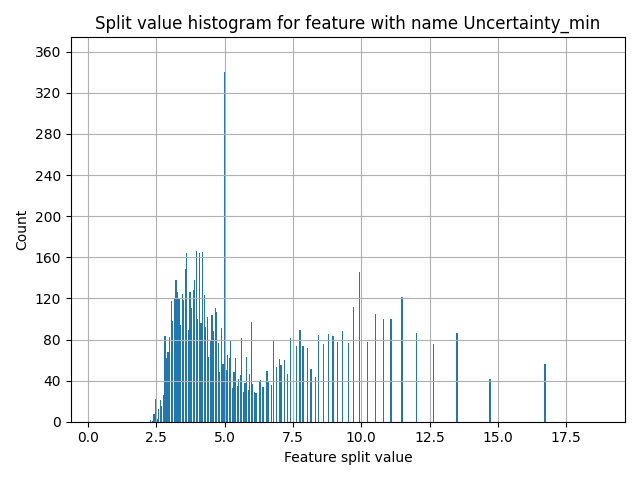 Split value histogram for feature with name Uncertainty_min
360
320
280
240
200
160
120
80
40
0
Count
0.0 2.5 5.0 7.5 10.0 12.5 15.0 17.5
Feature split value